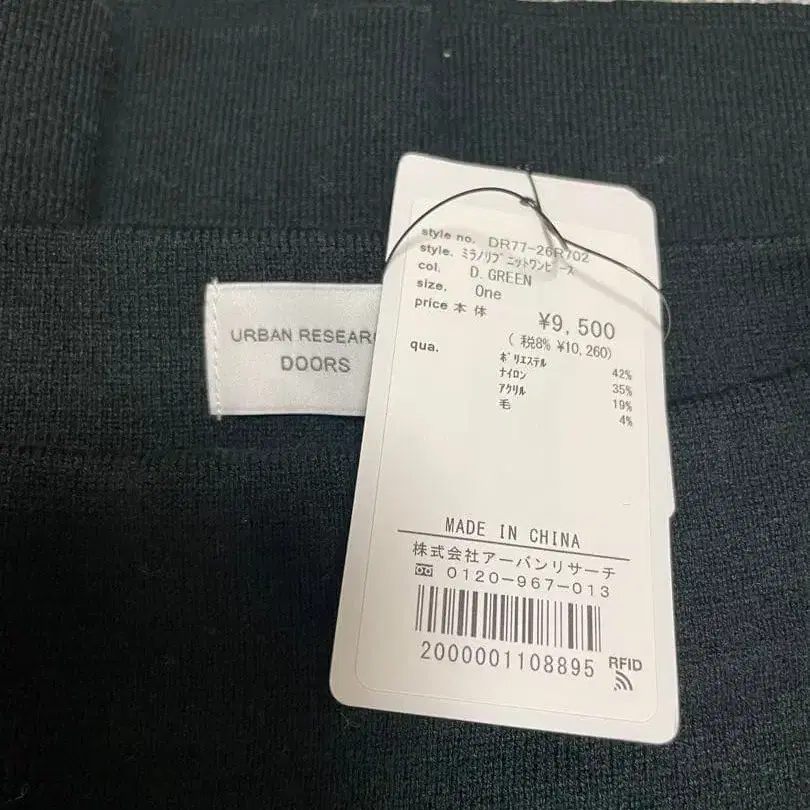 URBAN RESEAR
DOORS
style no. DR77-26R702
style. ミラノリブニットワンピース
col. D. GREEN
size. One
price 本体 ¥9,500
( 税8% ¥10,260)
qua.
ポリエステル 42%
ナイロン 35%
アクリル 19%
毛 4%
MADE IN CHINA
株式会社アーバンリサーチ
0120-967-013
2000001108895
RFID